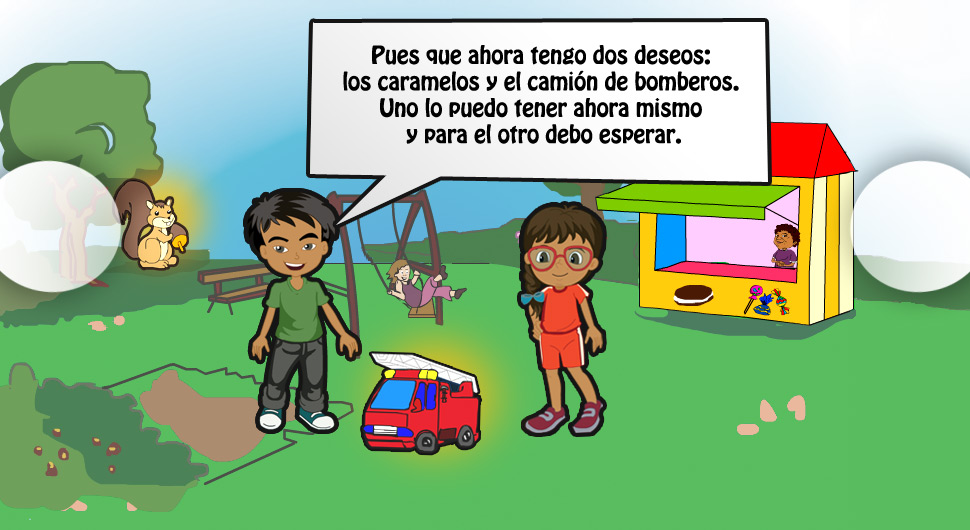 Pues que ahora tengo dos deseos:
los caramelos y el camión de bomberos.
Uno lo puedo tener ahora mismo
y para el otro debo esperar.